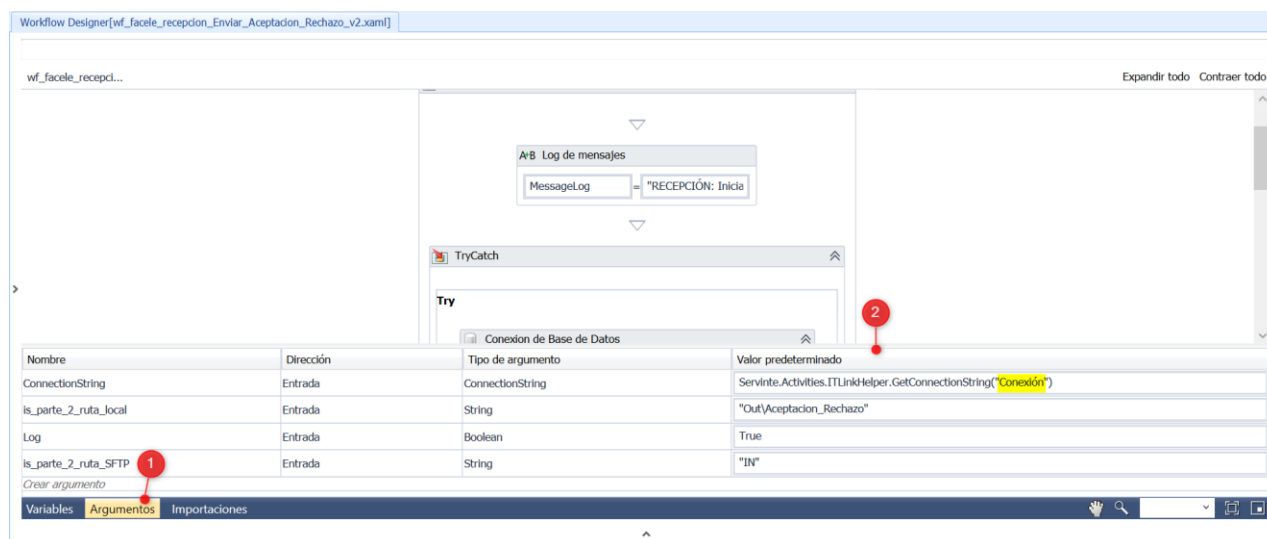 Workflow Designer[wf_facele_recepcion_Enviar_Aceptacion_Rechazo_v2.xaml]
wf_facele_recepci... Expandir todo Contraer todo
A+B Log de mensajes
MessageLog = "RECEPCIÓN: Inicia
TryCatch
Try
2
Conexion de Base de Datos
Nombre Dirección Tipo de argumento Valor predeterminado
ConnectionString Entrada ConnectionString Servinte.Activities.ITLinkHelper.GetConnectionString("Conexión")
is_parte_2_ruta_local Entrada String "Out\Aceptacion_Rechazo"
Log Entrada Boolean True
is_parte_2_ruta_SFTP 1 Entrada String "IN"
Crear argumento
Variables Argumentos Importaciones